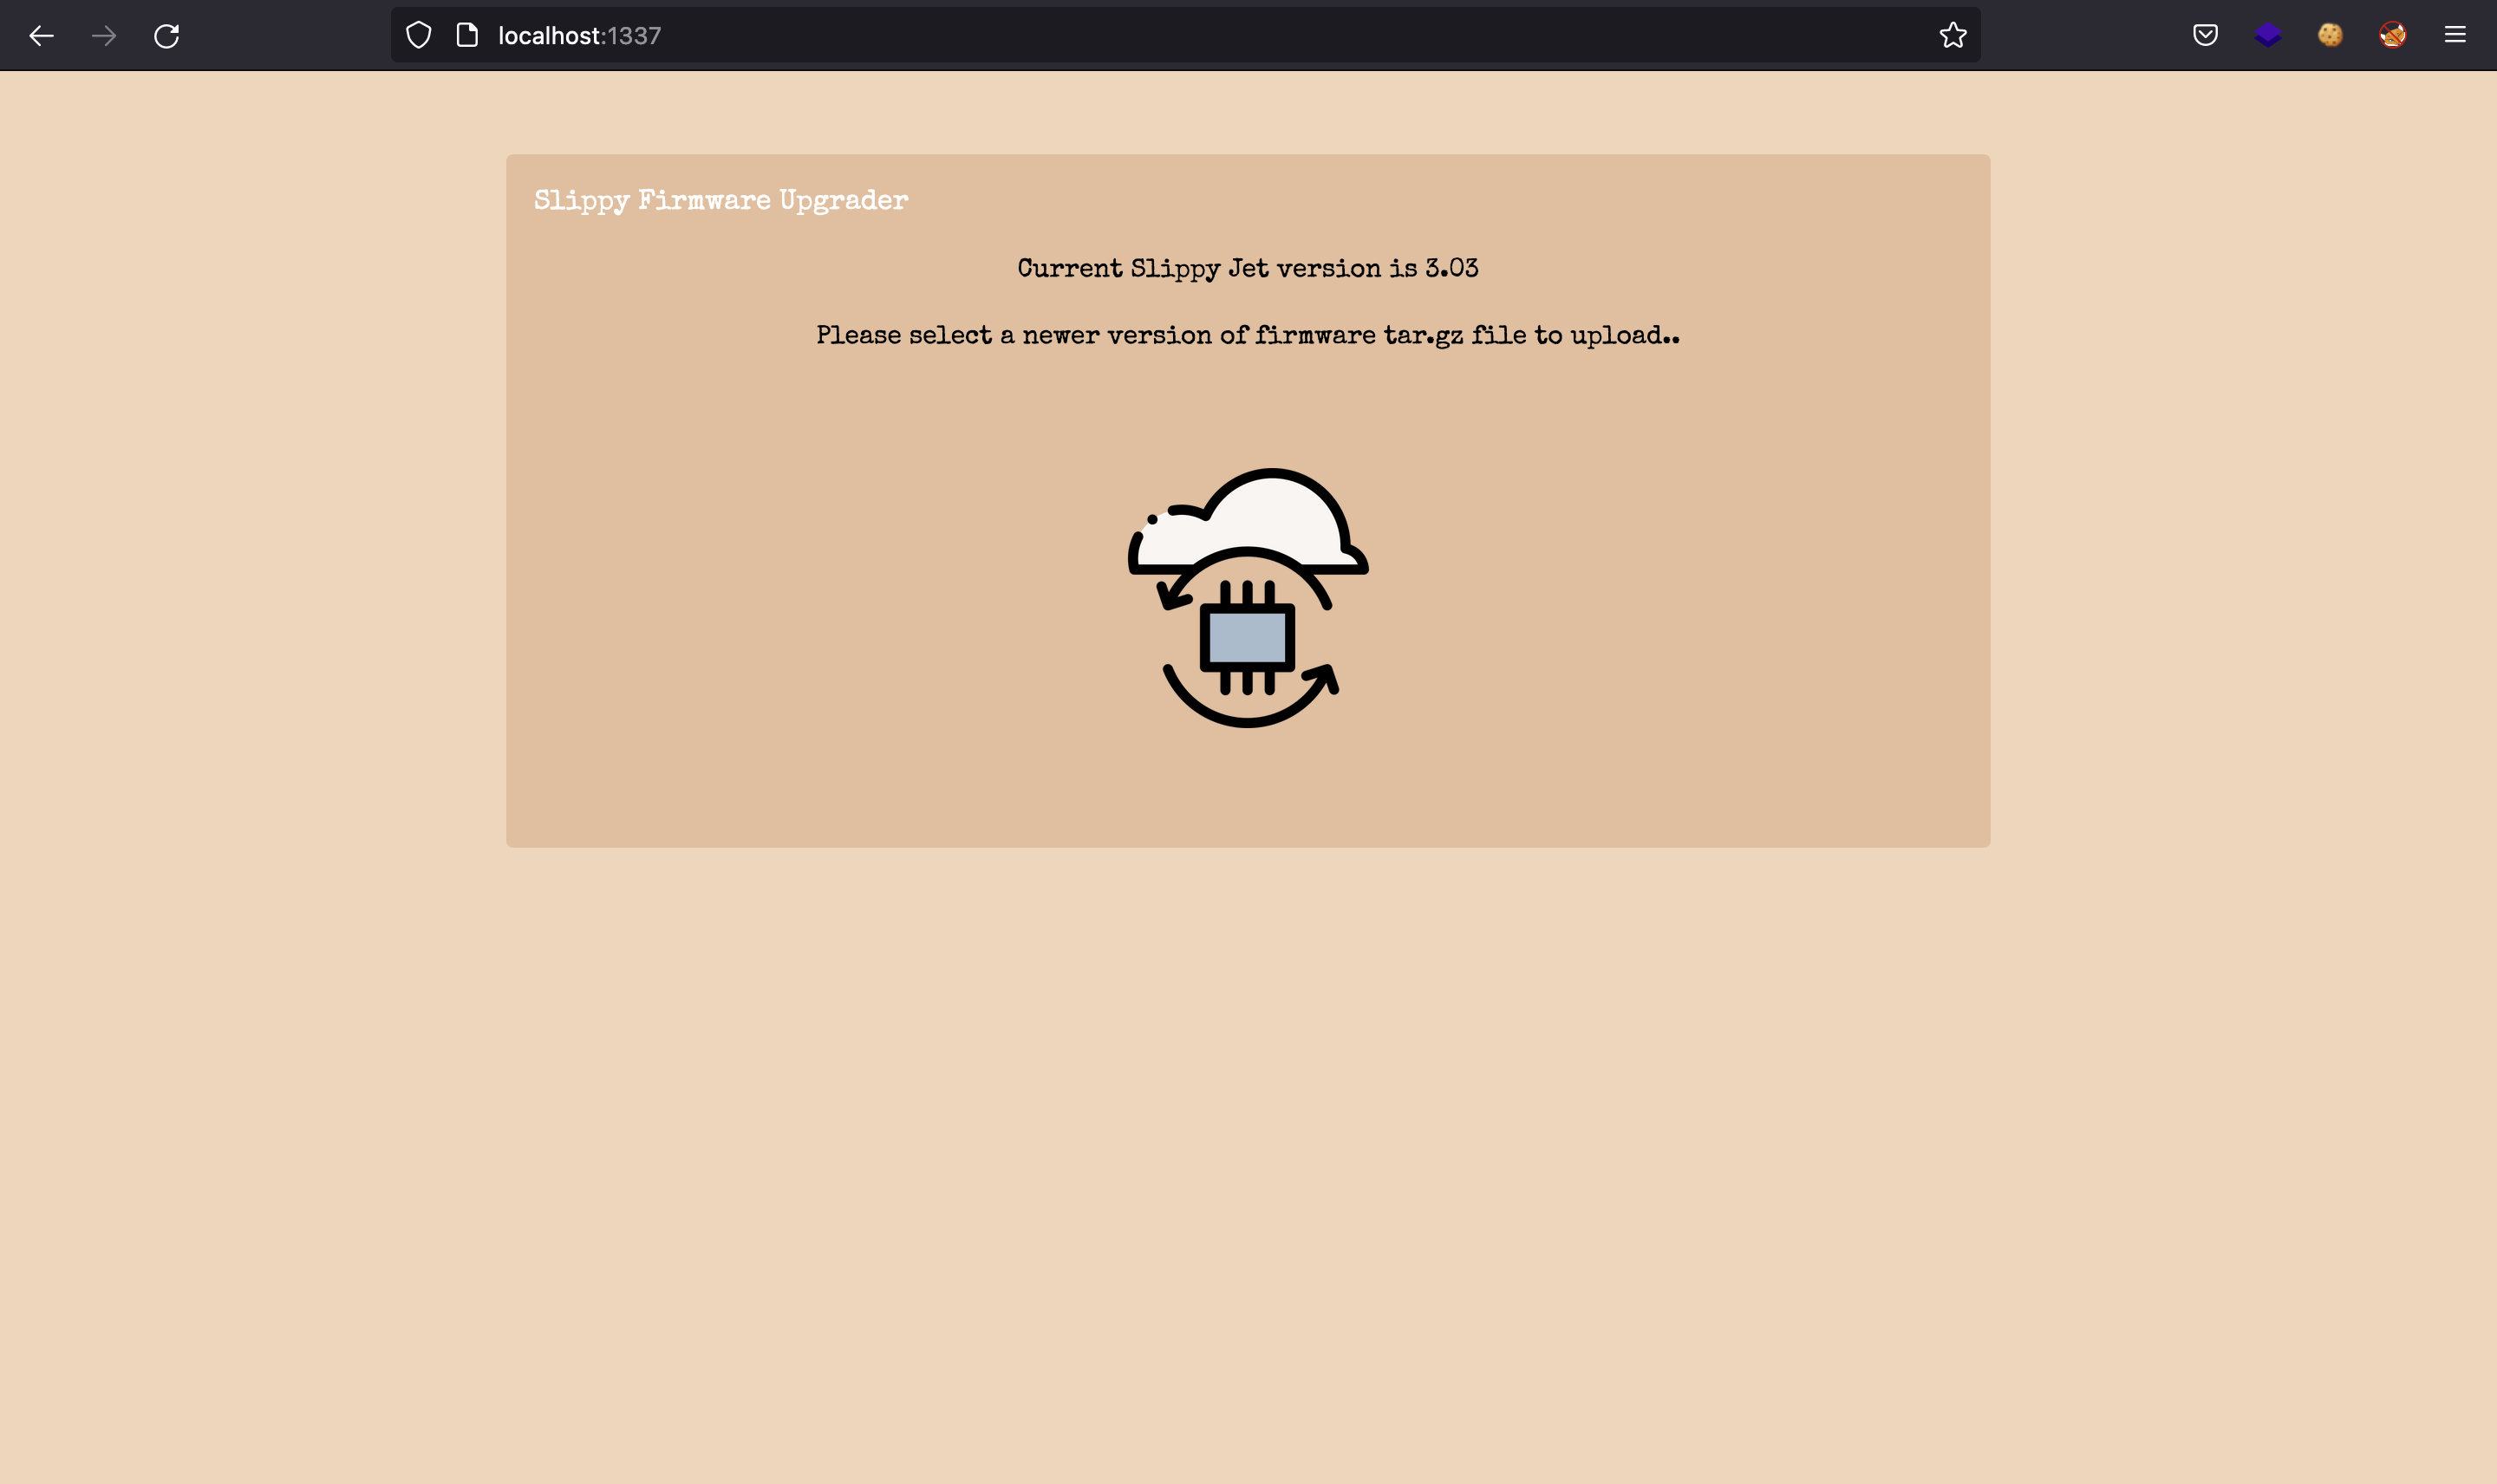 localhost:1337
Slippy Firmware Upgrader
Current Slippy Jet version is 3.03
Please select a newer version of firmware tar.gz file to upload..